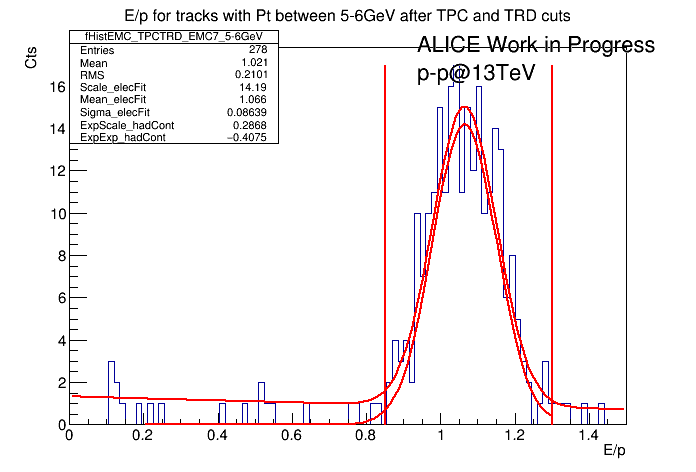 E/p for tracks with Pt between 5-6GeV after TPC and TRD cuts
fHistEMC_TPCTRD_EMC7_5-6GeV
Entries 278
Mean 1.021
RMS 0.2101
Scale_elecFit 14.19
Mean_elecFit 1.066
Sigma_elecFit 0.08639
ExpScale_hadCont 0.2868
ExpExp_hadCont −0.4075
ALICE Work in Progress
p-p@13TeV
Cts
16
14
12
10
8
6
4
2
0
0 0.2 0.4 0.6 0.8 1 1.2 1.4
E/p